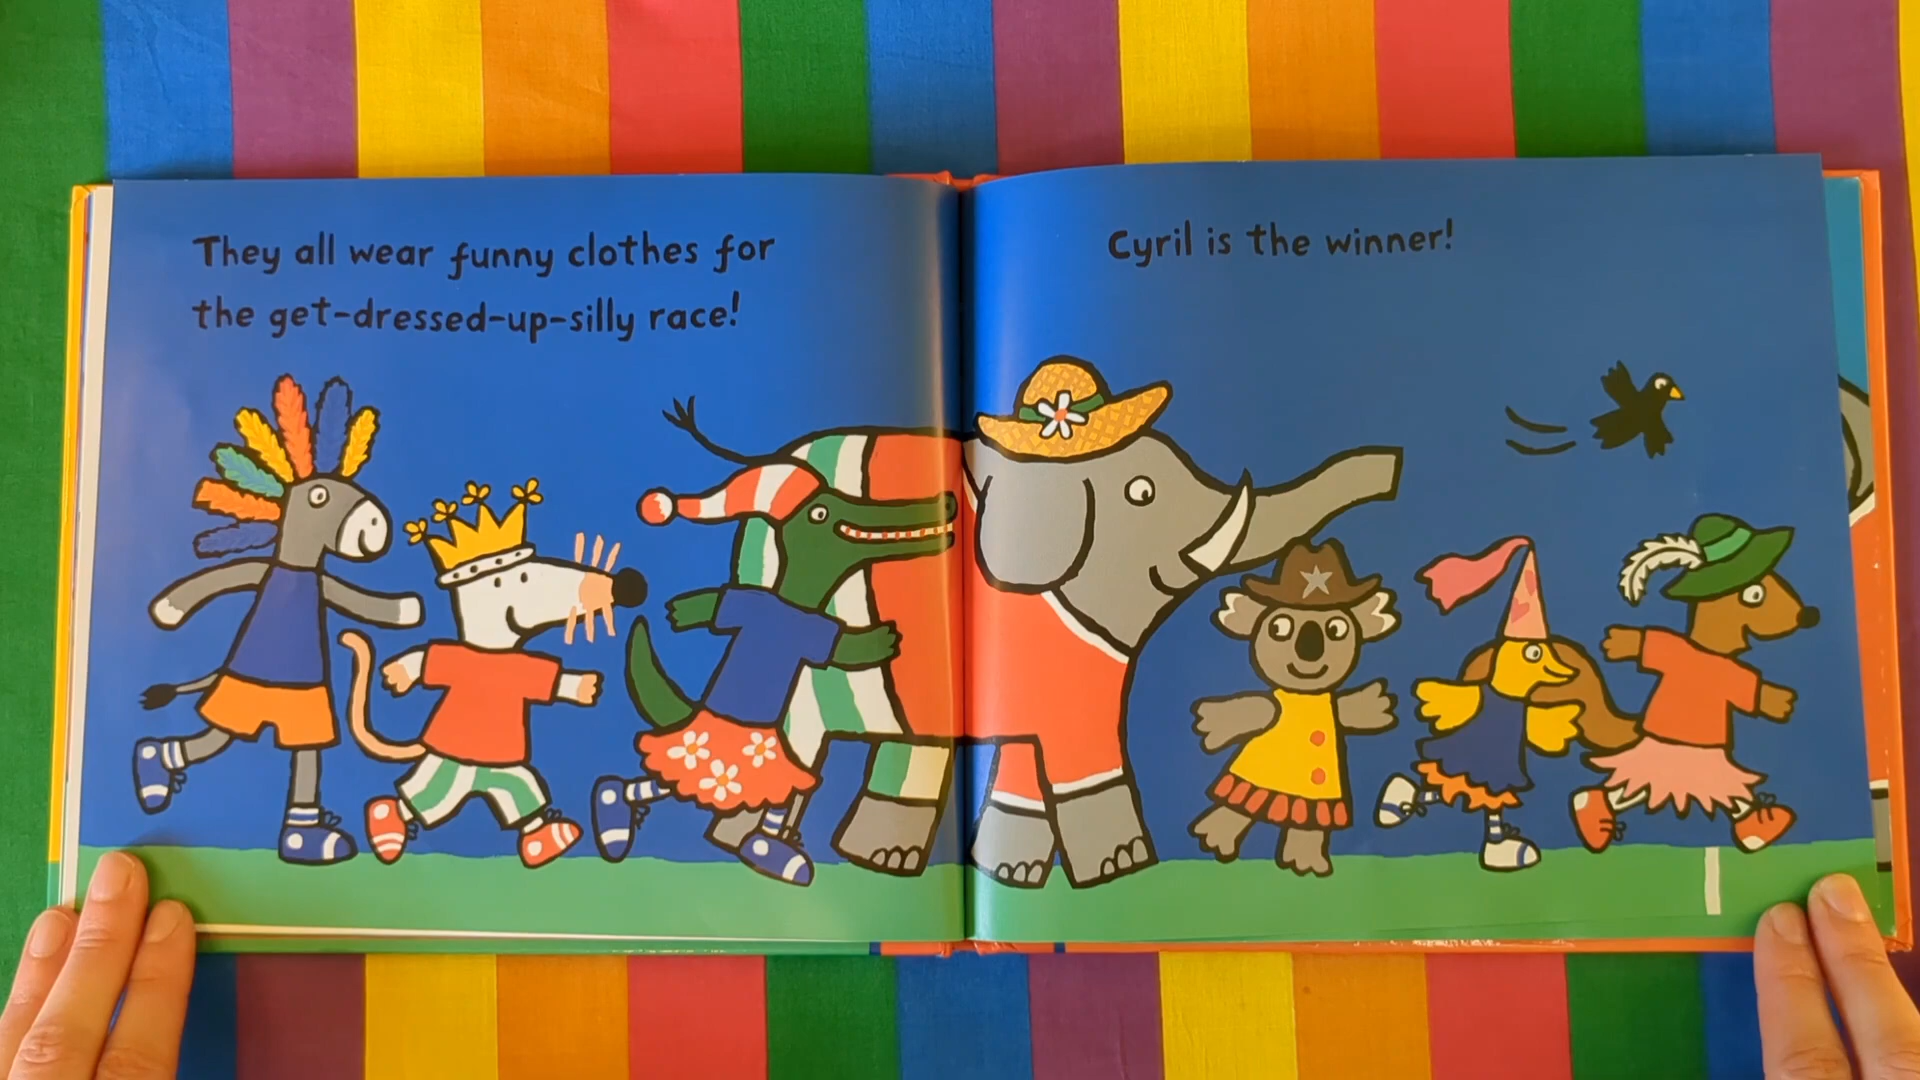 They all wear funny clothes for
the get-dressed-up-silly race!
Cyril is the winner!